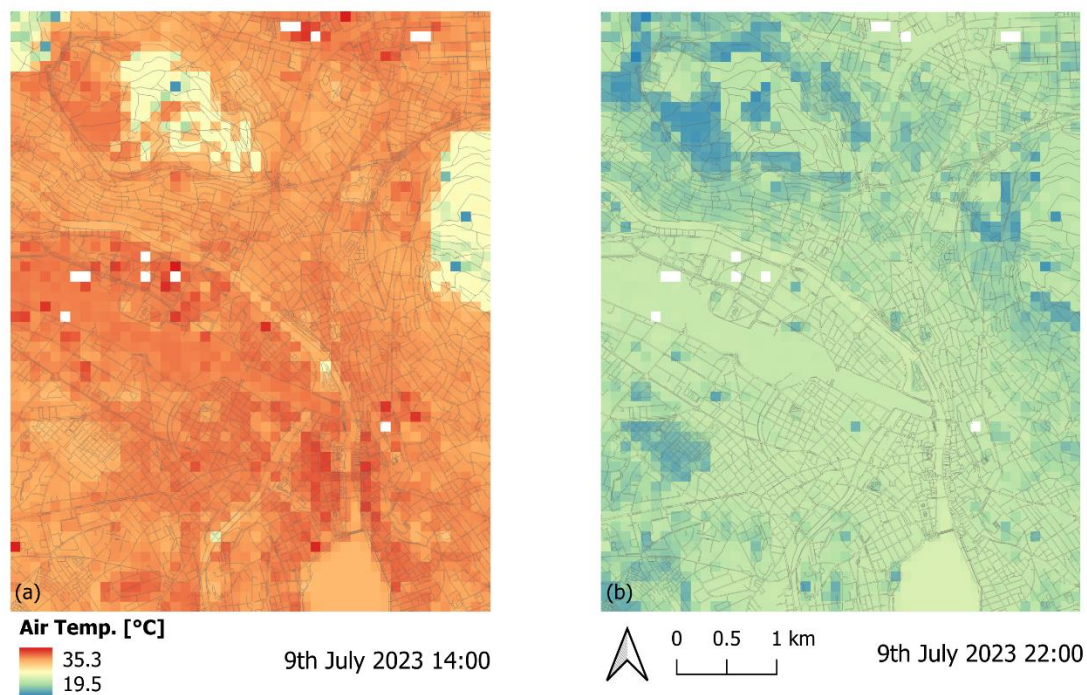 (a)
(b)
Air Temp. [°C]
35.3
19.5
9th July 2023 14:00
0 0.5 1 km
9th July 2023 22:00